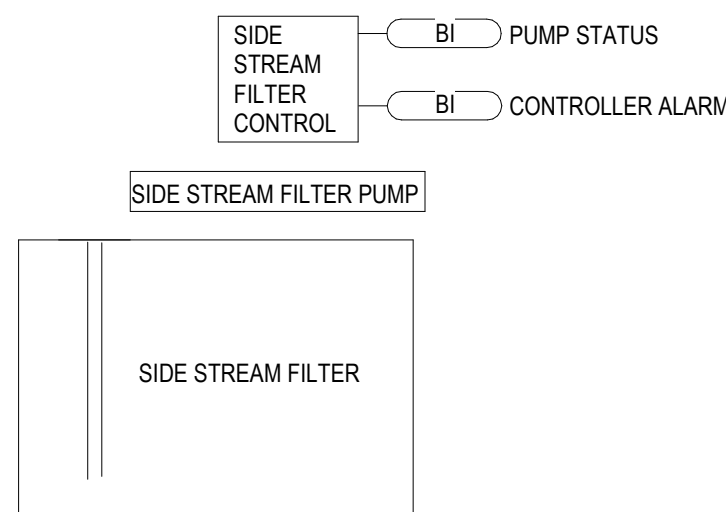 SIDE
STREAM
FILTER
CONTROL
BI PUMP STATUS
BI CONTROLLER ALARM
SIDE STREAM FILTER PUMP
SIDE STREAM FILTER